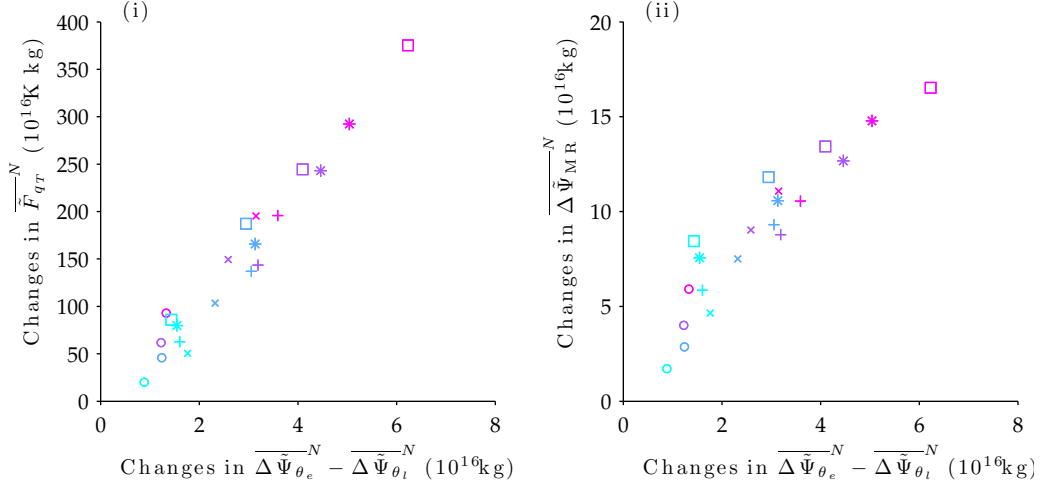 (i)
400
350
300
250
200
150
100
50
0
0 2 4 6 8
Changes in $\overline{\tilde{F}_{q_T}}^N$ (10^{16}K kg)
Changes in $\overline{\Delta\tilde{\Psi}_{\theta_e}}^N - \overline{\Delta\tilde{\Psi}_{\theta_l}}^N$ (10^{16}kg)
(ii)
20
15
10
5
0
0 2 4 6 8
Changes in $\overline{\Delta\tilde{\Psi}_{\mathrm{MR}}}^N$ (10^{16}kg)
Changes in $\overline{\Delta\tilde{\Psi}_{\theta_e}}^N - \overline{\Delta\tilde{\Psi}_{\theta_l}}^N$ (10^{16}kg)